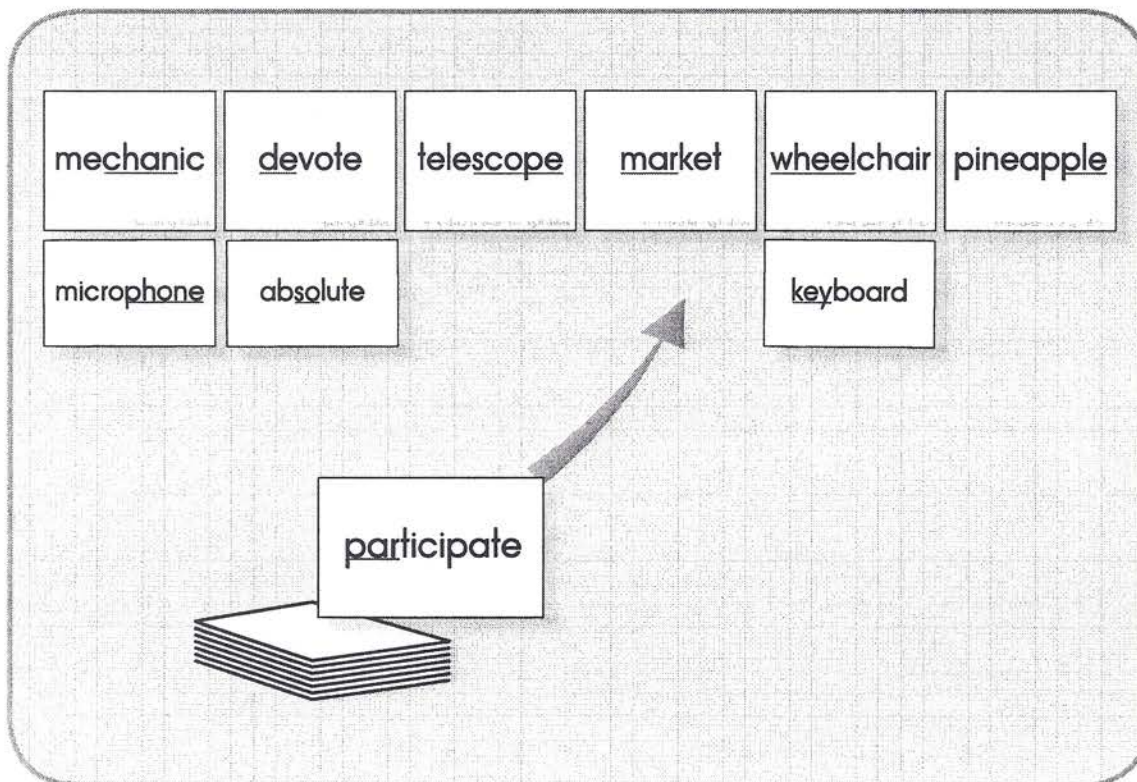 mechanic
devote
telescope
market
wheelchair
pineapple
microphone
absolute
keyboard
participate